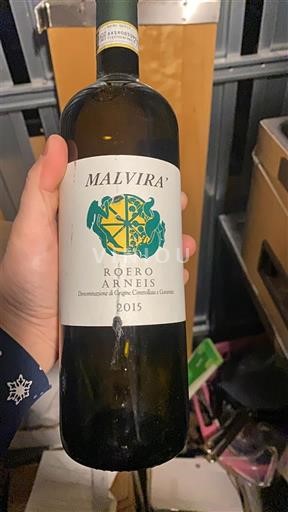 MALVIRA'
ROERO
ARNEIS
Denominazione di Origine Controllata e Garantita
2015